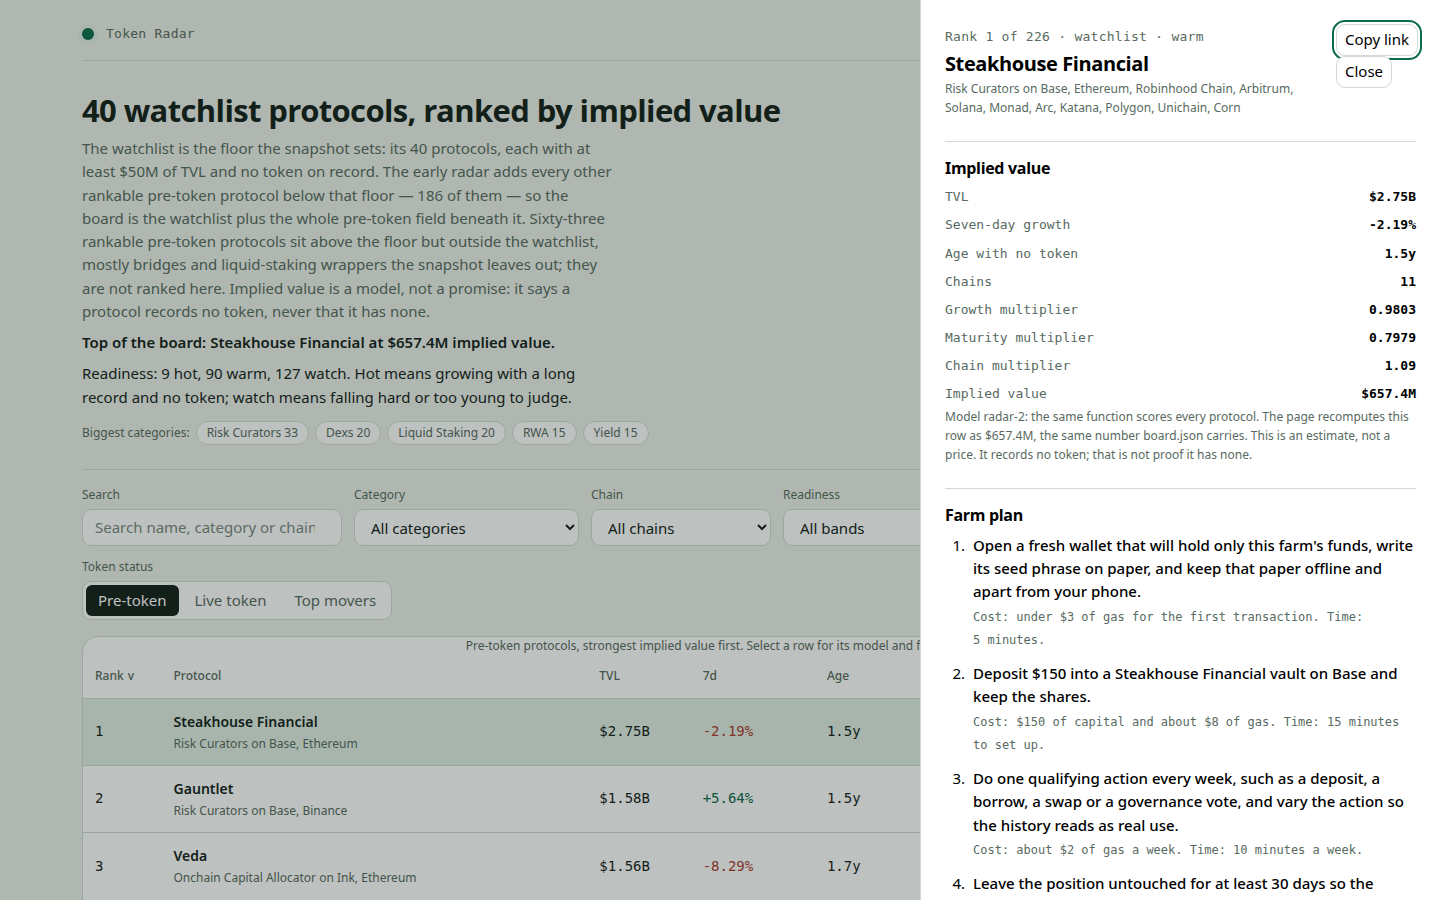 Token Radar
40 watchlist protocols, ranked by implied value
The watchlist is the floor the snapshot sets: its 40 protocols, each with at
least $50M of TVL and no token on record. The early radar adds every other
rankable pre-token protocol below that floor — 186 of them — so the
board is the watchlist plus the whole pre-token field beneath it. Sixty-three
rankable pre-token protocols sit above the floor but outside the watchlist,
mostly bridges and liquid-staking wrappers the snapshot leaves out; they
are not ranked here. Implied value is a model, not a promise: it says a
protocol records no token, never that it has none.
Top of the board: Steakhouse Financial at $657.4M implied value.
Readiness: 9 hot, 90 warm, 127 watch. Hot means growing with a long
record and no token; watch means falling hard or too young to judge.
Biggest categories: Risk Curators 33 Dexs 20 Liquid Staking 20 RWA 15 Yield 15
Search Category Chain Readiness
Search name, category or chain All categories All chains All bands
Token status
Pre-token Live token Top movers
Pre-token protocols, strongest implied value first. Select a row for its model and f
Rank v Protocol TVL 7d Age
1 Steakhouse Financial $2.75B -2.19% 1.5y
Risk Curators on Base, Ethereum
2 Gauntlet $1.58B +5.64% 1.5y
Risk Curators on Base, Binance
3 Veda $1.56B -8.29% 1.7y
Onchain Capital Allocator on Ink, Ethereum
Rank 1 of 226 · watchlist · warm
Copy link
Close
Steakhouse Financial
Risk Curators on Base, Ethereum, Robinhood Chain, Arbitrum,
Solana, Monad, Arc, Katana, Polygon, Unichain, Corn
Implied value
TVL $2.75B
Seven-day growth -2.19%
Age with no token 1.5y
Chains 11
Growth multiplier 0.9803
Maturity multiplier 0.7979
Chain multiplier 1.09
Implied value $657.4M
Model radar-2: the same function scores every protocol. The page recomputes this
row as $657.4M, the same number board.json carries. This is an estimate, not a
price. It records no token; that is not proof it has none.
Farm plan
1. Open a fresh wallet that will hold only this farm's funds, write
its seed phrase on paper, and keep that paper offline and
apart from your phone.
Cost: under $3 of gas for the first transaction. Time:
5 minutes.
2. Deposit $150 into a Steakhouse Financial vault on Base and
keep the shares.
Cost: $150 of capital and about $8 of gas. Time: 15 minutes
to set up.
3. Do one qualifying action every week, such as a deposit, a
borrow, a swap or a governance vote, and vary the action so
the history reads as real use.
Cost: about $2 of gas a week. Time: 10 minutes a week.
4. Leave the position untouched for at least 30 days so the